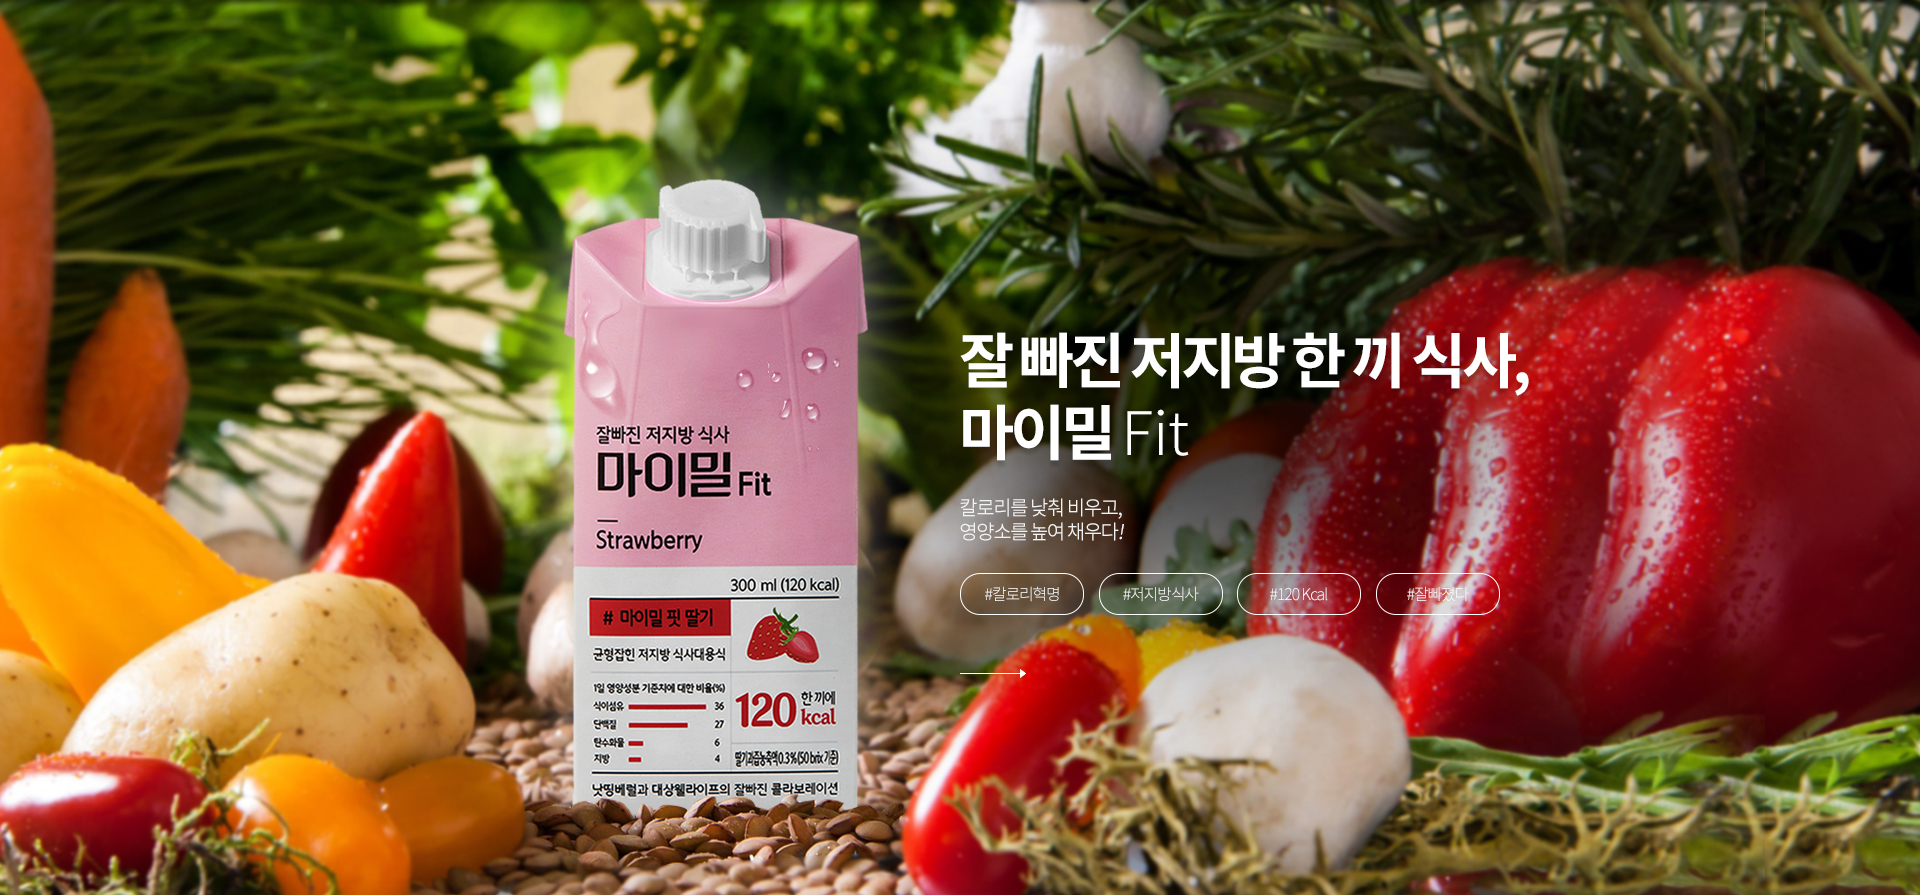 잘빠진 저지방 식사
마이밀 Fit
Strawberry
300 ml (120 kcal)
# 마이밀 핏 딸기
균형잡힌 저지방 식사대용식
1일 영양성분 기준치에 대한 비율(%)
식이섬유 36
단백질 27
탄수화물 6
지방 4
120 한 끼에 kcal
딸기과즙농축액0.3%(50 brix기준)
낫띵베럴과 대상웰라이프의 잘빠진 콜라보레이션
잘 빠진 저지방 한 끼 식사,
마이밀 Fit
칼로리를 낮춰 비우고,
영양소를 높여 채우다!
#칼로리혁명 #저지방식사 #120 Kcal #잘빠졌다